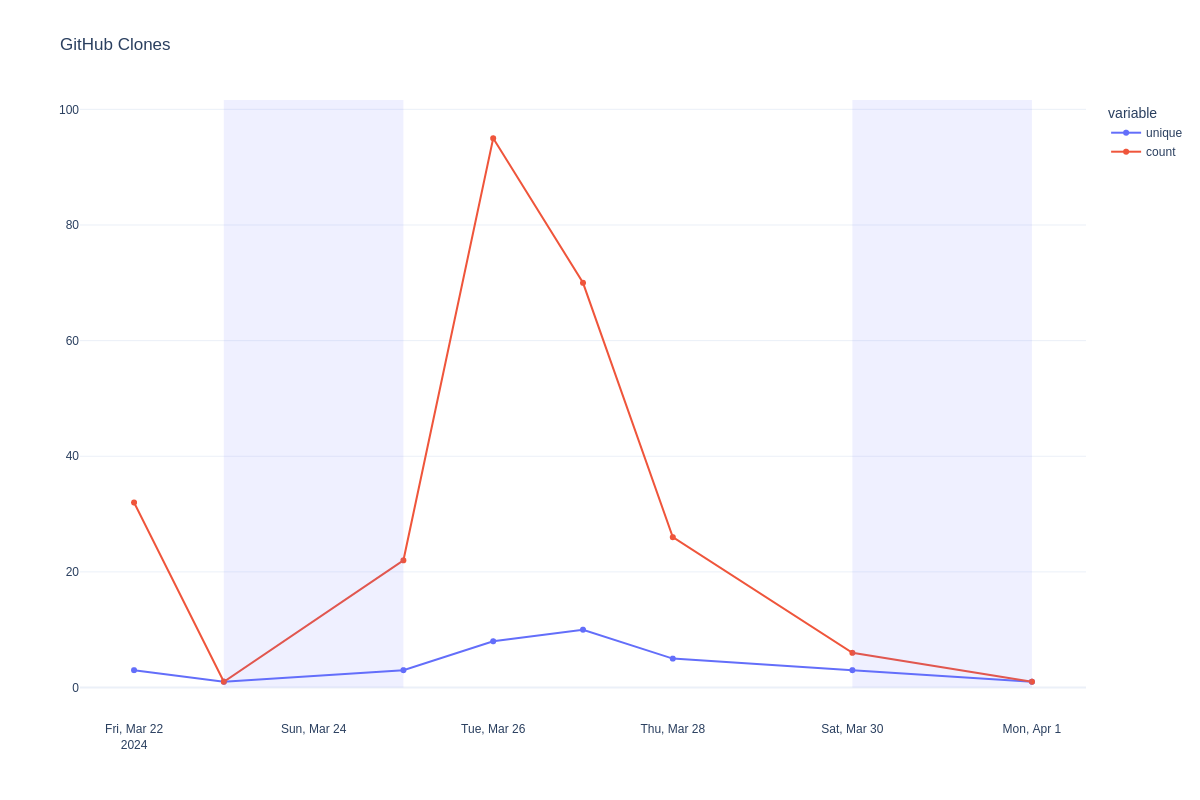 GitHub Clones
100
80
60
40
20
0
Fri, Mar 22
2024
Sun, Mar 24
Tue, Mar 26
Thu, Mar 28
Sat, Mar 30
Mon, Apr 1
variable
unique
count